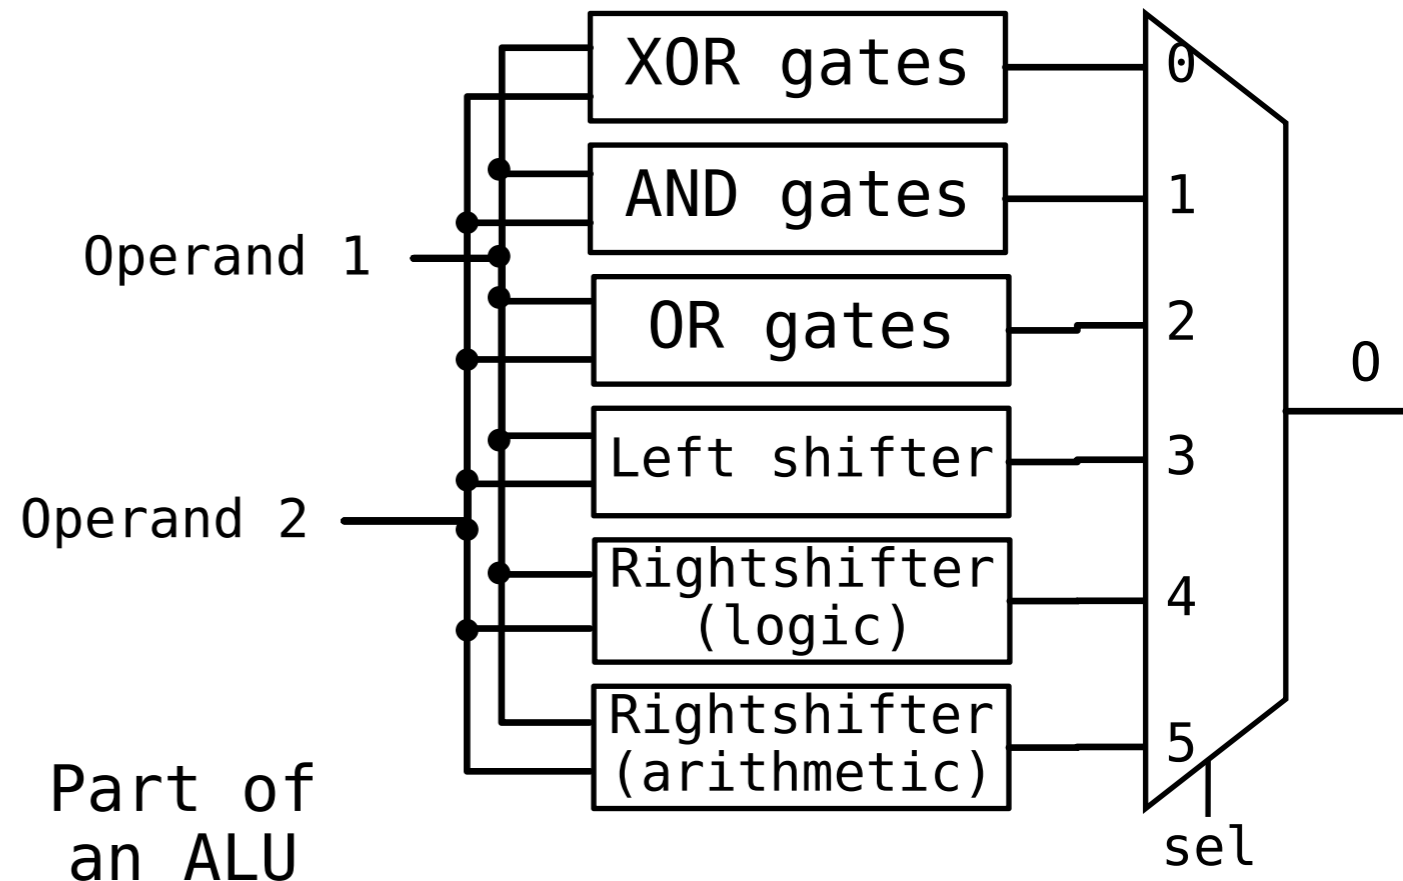 XOR gates
0
AND gates
1
Operand 1
OR gates
2
O
Left shifter
3
Operand 2
Rightshifter
(logic)
4
Rightshifter
(arithmetic)
5
Part of
an ALU
sel